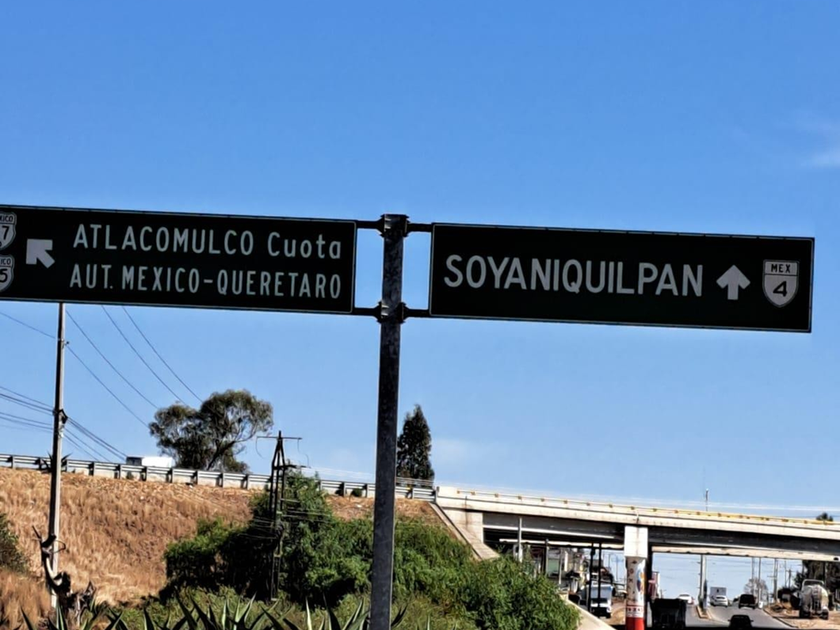 ATLACOMULCO Cuota
AUT. MEXICO-QUERETARO
SOYANIQUILPAN
MEX
4